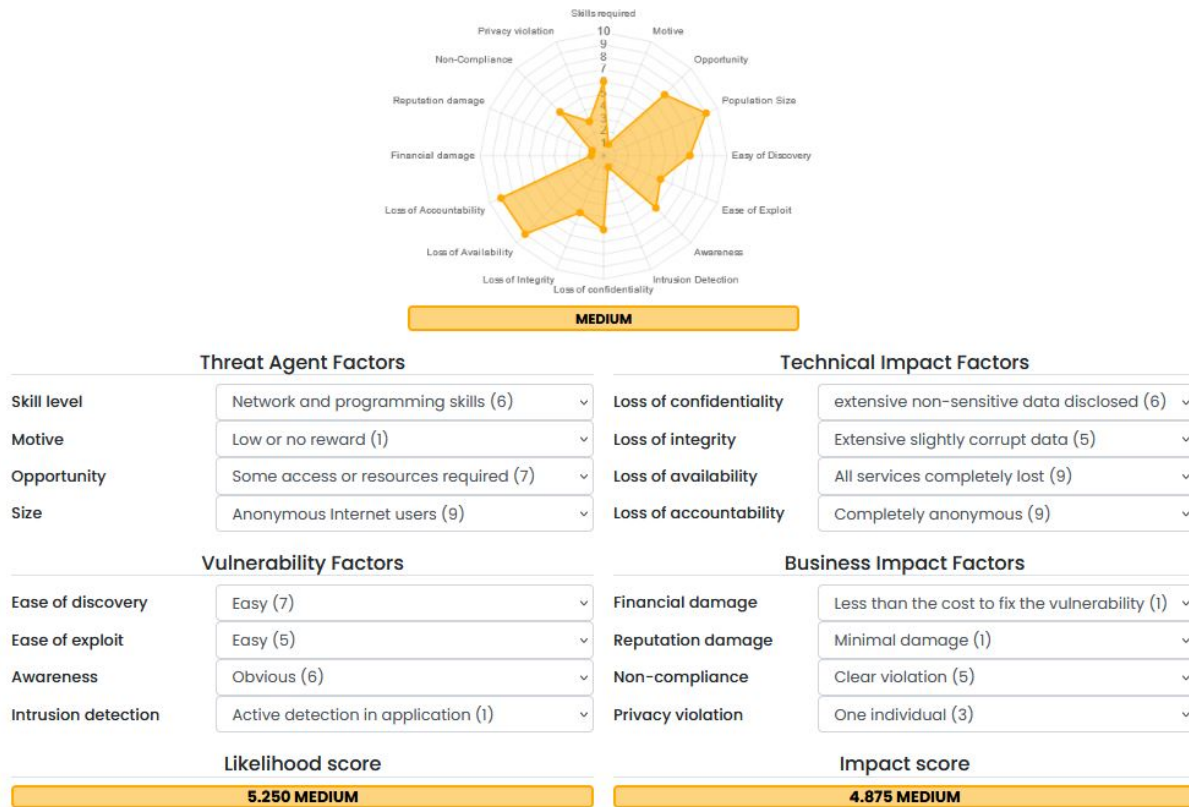 Skills required
Privacy violation
Motive
Non-Compliance
Opportunity
Reputation damage
Population Size
Financial damage
Easy of Discovery
Loss of Accountability
Ease of Exploit
Loss of Availability
Awareness
Loss of Integrity
Intrusion Detection
Loss of confidentiality
10
9
8
7
5
4
3
2
1
MEDIUM
Threat Agent Factors
Skill level
Network and programming skills (6)
Motive
Low or no reward (1)
Opportunity
Some access or resources required (7)
Size
Anonymous Internet users (9)
Technical Impact Factors
Loss of confidentiality
extensive non-sensitive data disclosed (6)
Loss of integrity
Extensive slightly corrupt data (5)
Loss of availability
All services completely lost (9)
Loss of accountability
Completely anonymous (9)
Vulnerability Factors
Ease of discovery
Easy (7)
Ease of exploit
Easy (5)
Awareness
Obvious (6)
Intrusion detection
Active detection in application (1)
Business Impact Factors
Financial damage
Less than the cost to fix the vulnerability (1)
Reputation damage
Minimal damage (1)
Non-compliance
Clear violation (5)
Privacy violation
One individual (3)
Likelihood score
5.250 MEDIUM
Impact score
4.875 MEDIUM